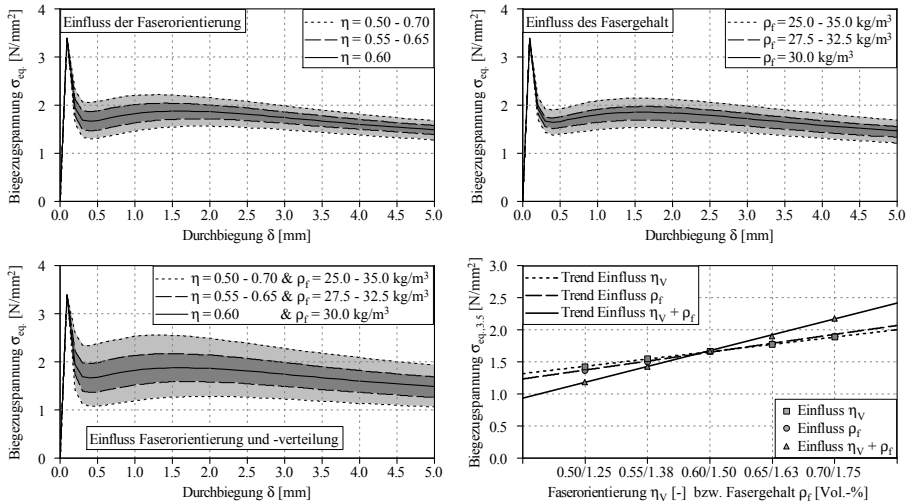 Einfluss der Faserorientierung
η = 0.50 - 0.70
η = 0.55 - 0.65
η = 0.60
Biegezugspannung σeq. [N/mm²]
4
3
2
1
0
0.0 0.5 1.0 1.5 2.0 2.5 3.0 3.5 4.0 4.5 5.0
Durchbiegung δ [mm]
Einfluss des Fasergehalt
ρf = 25.0 - 35.0 kg/m³
ρf = 27.5 - 32.5 kg/m³
ρf = 30.0 kg/m³
Biegezugspannung σeq. [N/mm²]
4
3
2
1
0
0.0 0.5 1.0 1.5 2.0 2.5 3.0 3.5 4.0 4.5 5.0
Durchbiegung δ [mm]
η = 0.50 - 0.70 & ρf = 25.0 - 35.0 kg/m³
η = 0.55 - 0.65 & ρf = 27.5 - 32.5 kg/m³
η = 0.60 & ρf = 30.0 kg/m³
Einfluss Faserorientierung und -verteilung
Biegezugspannung σeq. [N/mm²]
4
3
2
1
0
0.0 0.5 1.0 1.5 2.0 2.5 3.0 3.5 4.0 4.5 5.0
Durchbiegung δ [mm]
Trend Einfluss ηV
Trend Einfluss ρf
Trend Einfluss ηV + ρf
Einfluss ηV
Einfluss ρf
Einfluss ηV + ρf
Biegezugspannung σeq.,3.5 [N/mm²]
3.0
2.5
2.0
1.5
1.0
0.5
0.0
0.50/1.25 0.55/1.38 0.60/1.50 0.65/1.63 0.70/1.75
Faserorientierung ηV [-] bzw. Fasergehalt ρf [Vol.-%]